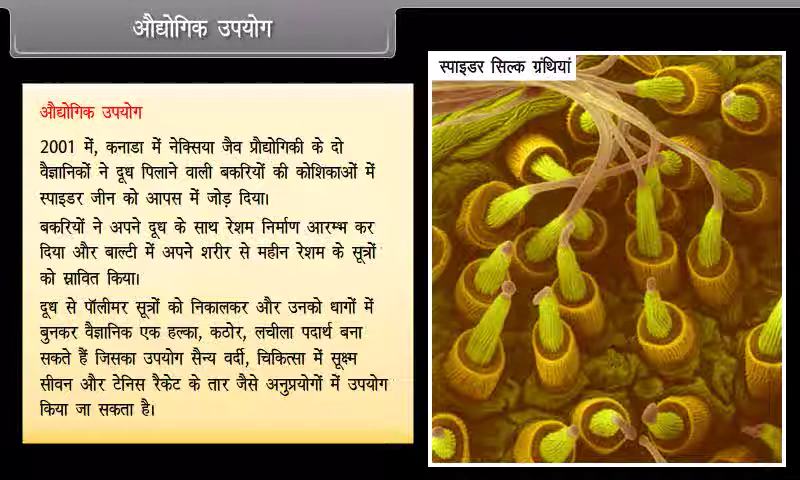 औद्योगिक उपयोग
स्पाइडर सिल्क ग्रंथियां
औद्योगिक उपयोग
2001 में, कनाडा में नेक्सिया जैव प्रौद्योगिकी के दो
वैज्ञानिकों ने दूध पिलाने वाली बकरियों की कोशिकाओं में
स्पाइडर जीन को आपस में जोड़ दिया।
बकरियों ने अपने दूध के साथ रेशम निर्माण आरम्भ कर
दिया और बाल्टी में अपने शरीर से महीन रेशम के सूत्रों
को स्रावित किया।
दूध से पॉलीमर सूत्रों को निकालकर और उनको धागों में
बुनकर वैज्ञानिक एक हल्का, कठोर, लचीला पदार्थ बना
सकते हैं जिसका उपयोग सैन्य वर्दी, चिकित्सा में सूक्ष्म
सीवन और टेनिस रैकेट के तार जैसे अनुप्रयोगों में उपयोग
किया जा सकता है।